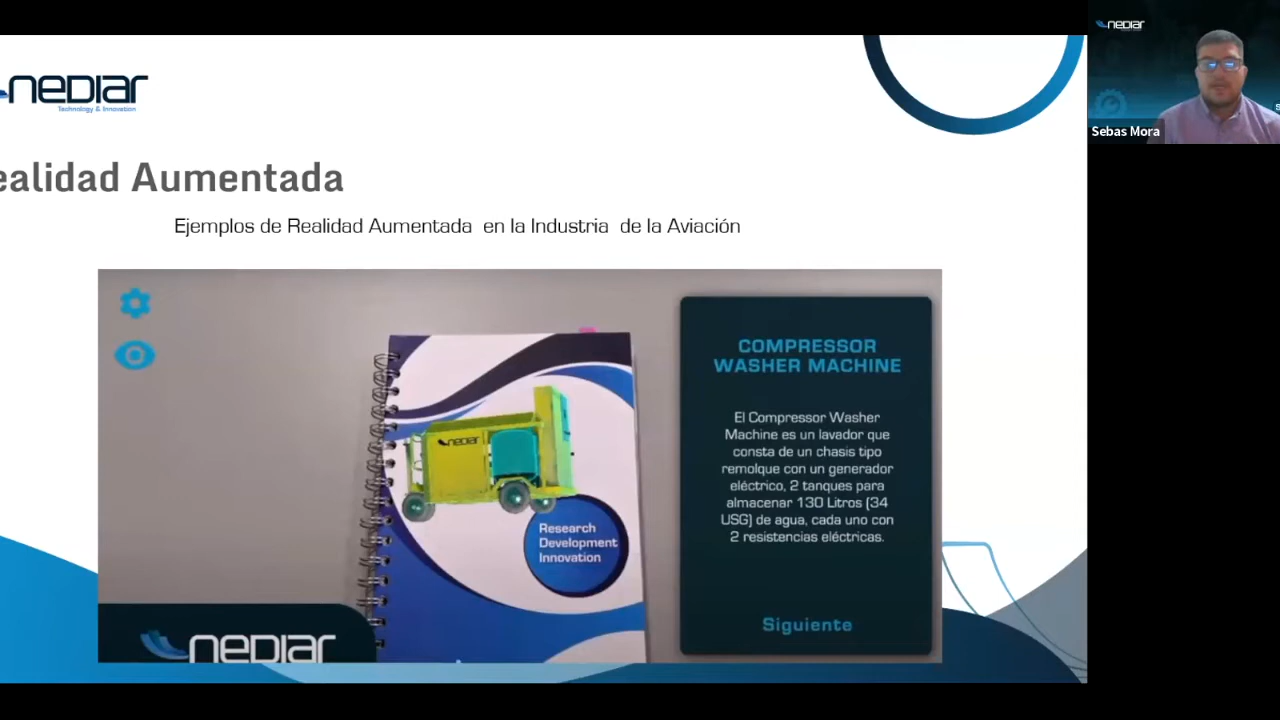 neDiar
Technology & Innovation
ealidad Aumentada
Ejemplos de Realidad Aumentada en la Industria de la Aviación
neDiar
Research
Development
Innovation
COMPRESSOR
WASHER MACHINE
El Compressor Washer
Machine es un lavador que
consta de un chasis tipo
remolque con un generador
eléctrico, 2 tanques para
almacenar 130 Litros (34
USG) de agua, cada uno con
2 resistencias eléctricas.
Siguiente
neDiar
neDiar
Sebas Mora
s